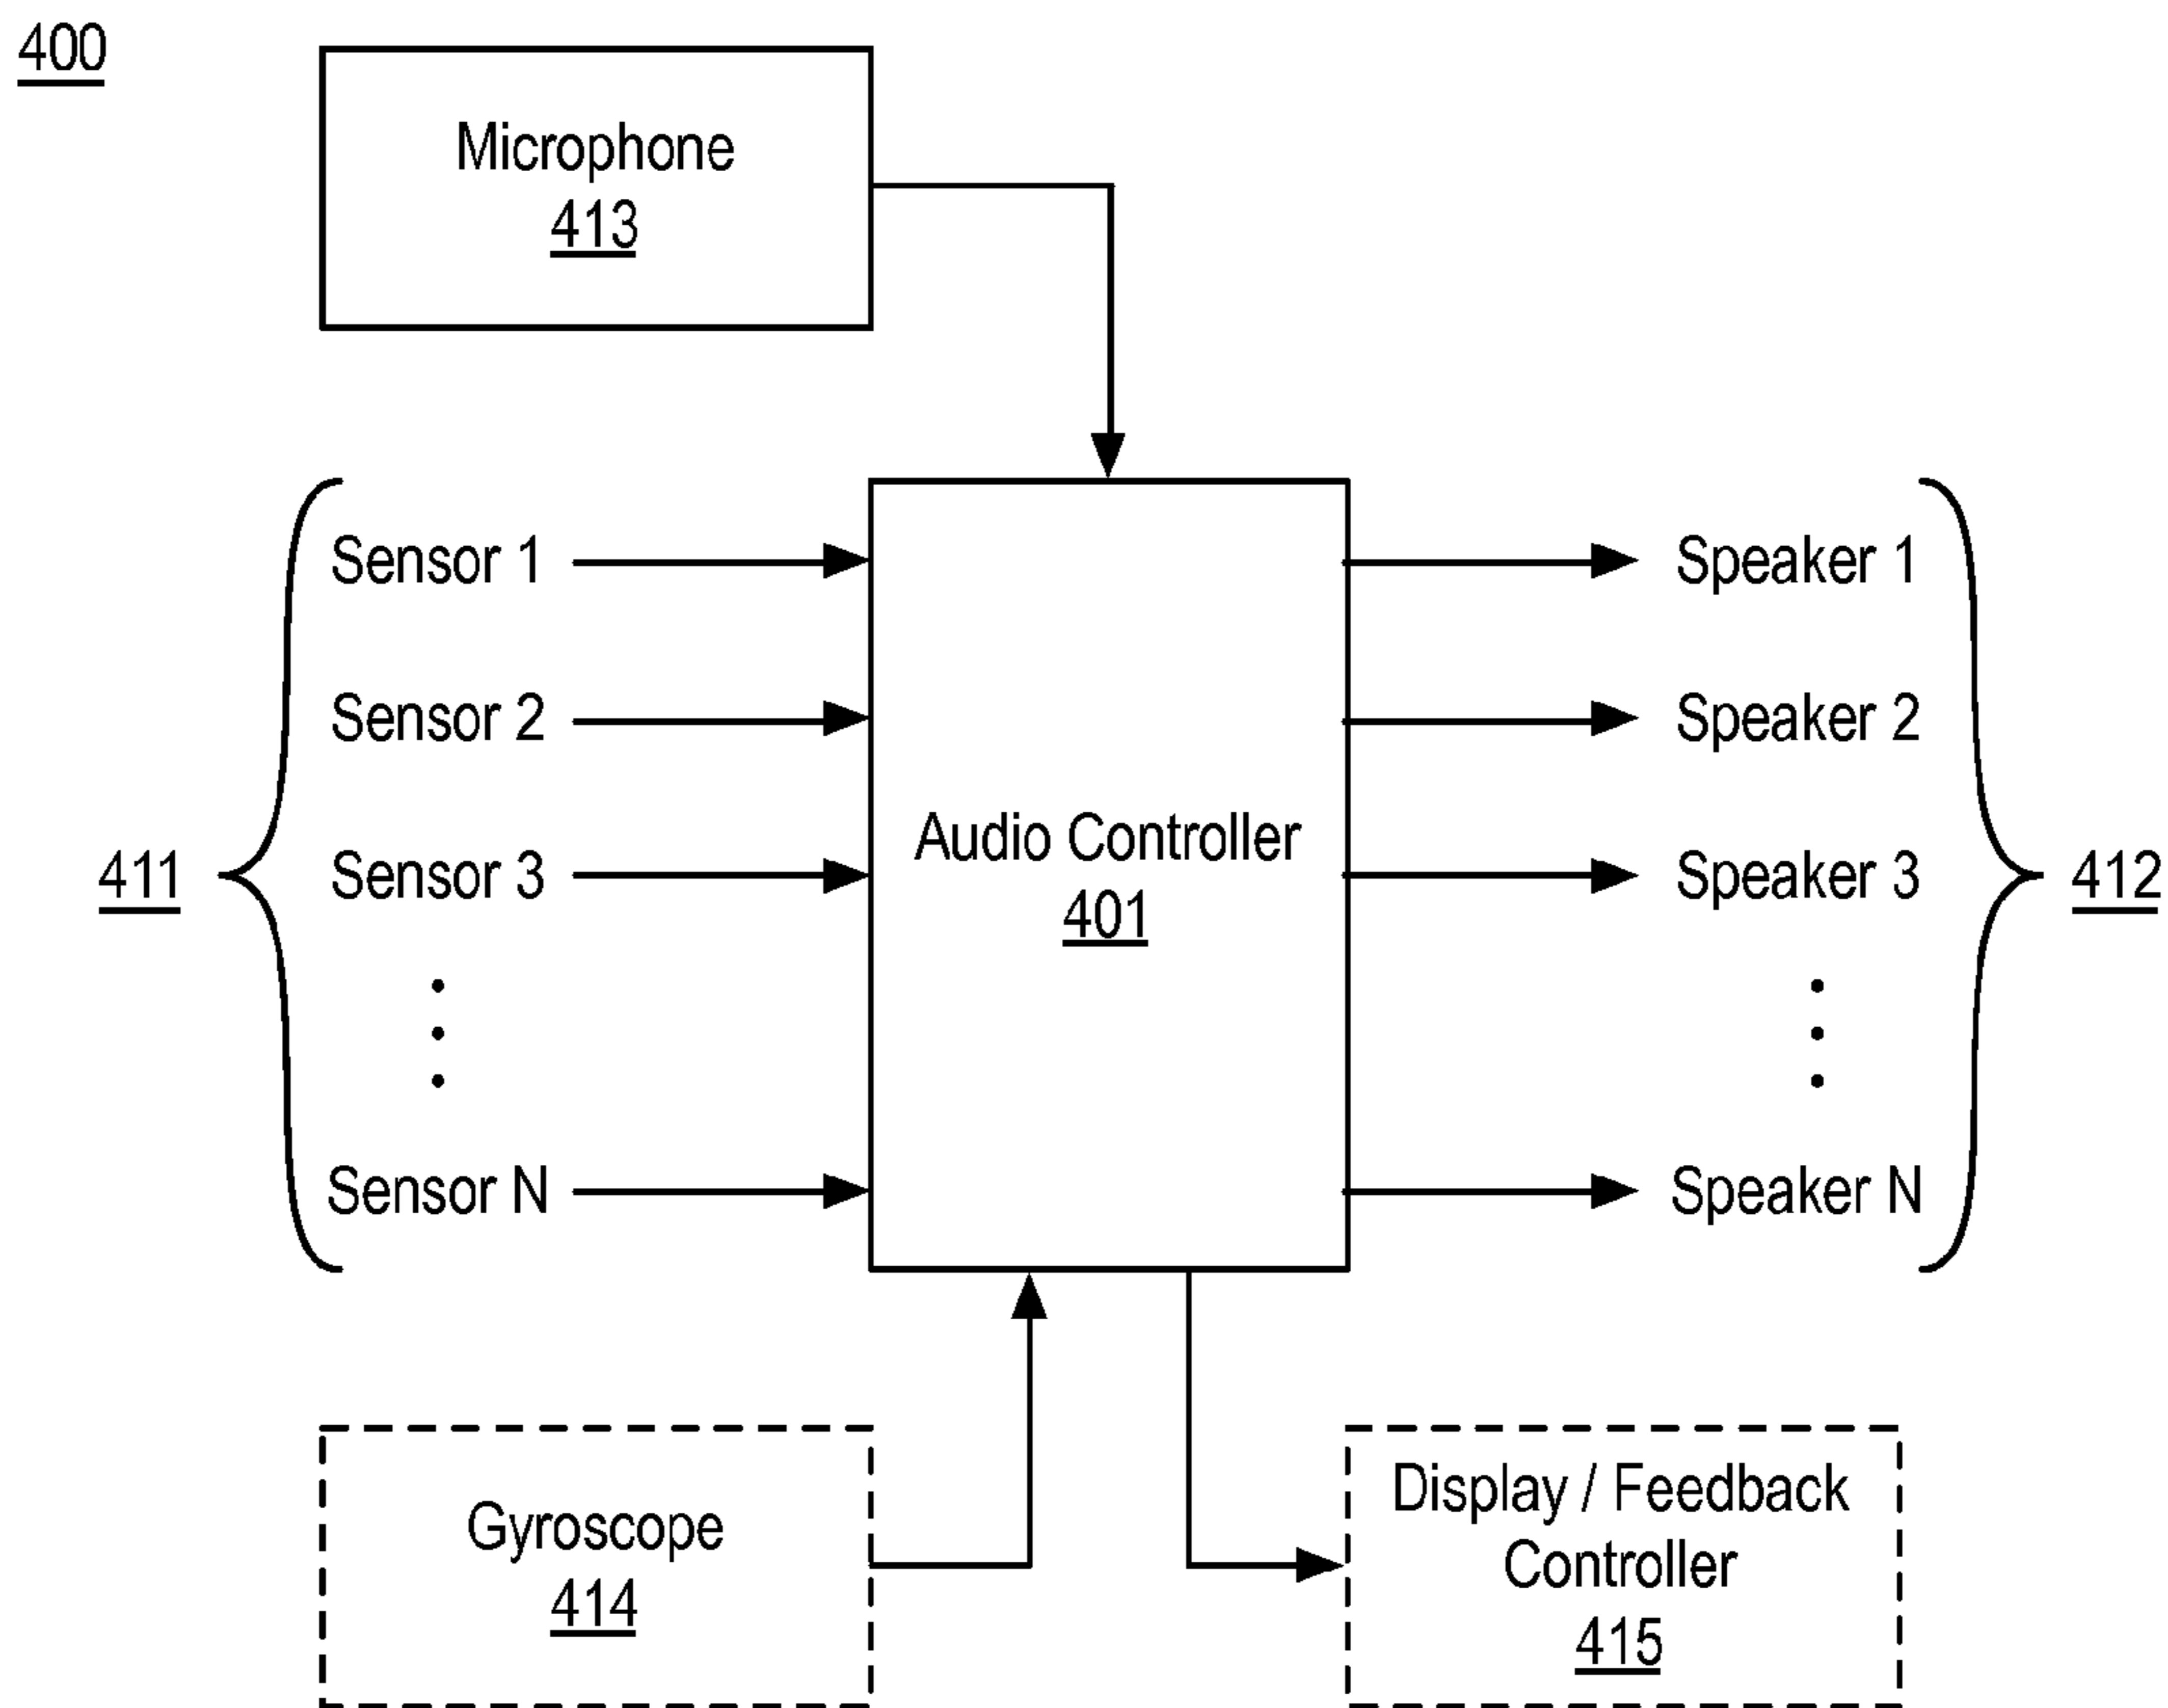 400
Microphone
413
Sensor 1
Sensor 2
Sensor 3
Sensor N
411
Audio Controller
401
Speaker 1
Speaker 2
Speaker 3
Speaker N
412
Gyroscope
414
Display / Feedback
Controller
415